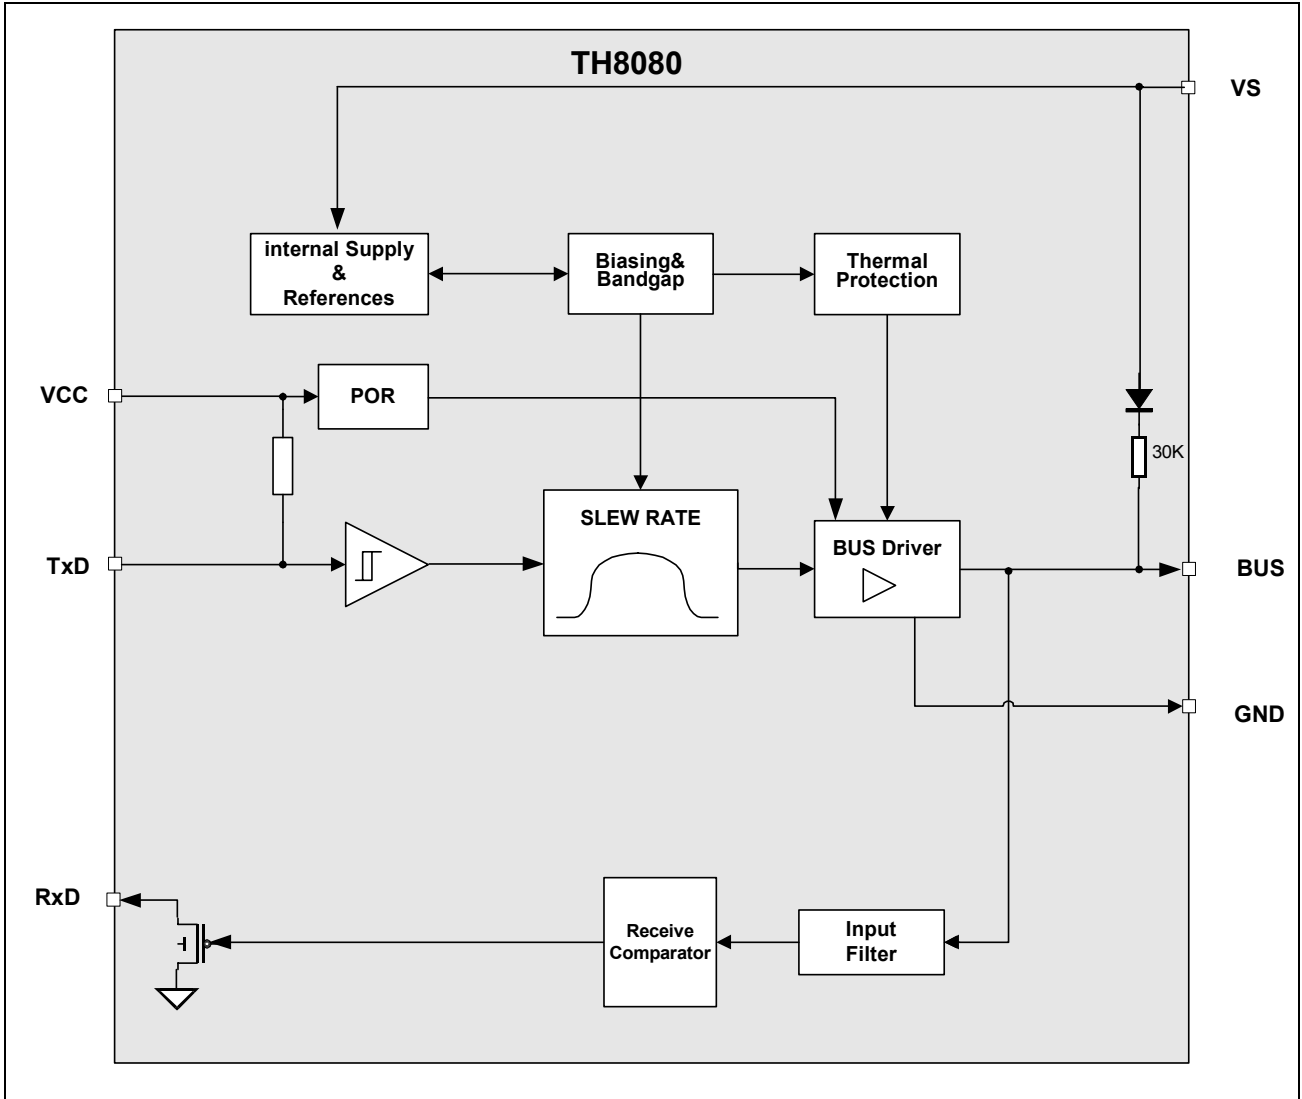 TH8080
VS
internal Supply
&
References
Biasing&
Bandgap
Thermal
Protection
VCC
POR
30K
SLEW RATE
BUS Driver
TxD
BUS
GND
RxD
Receive
Comparator
Input
Filter